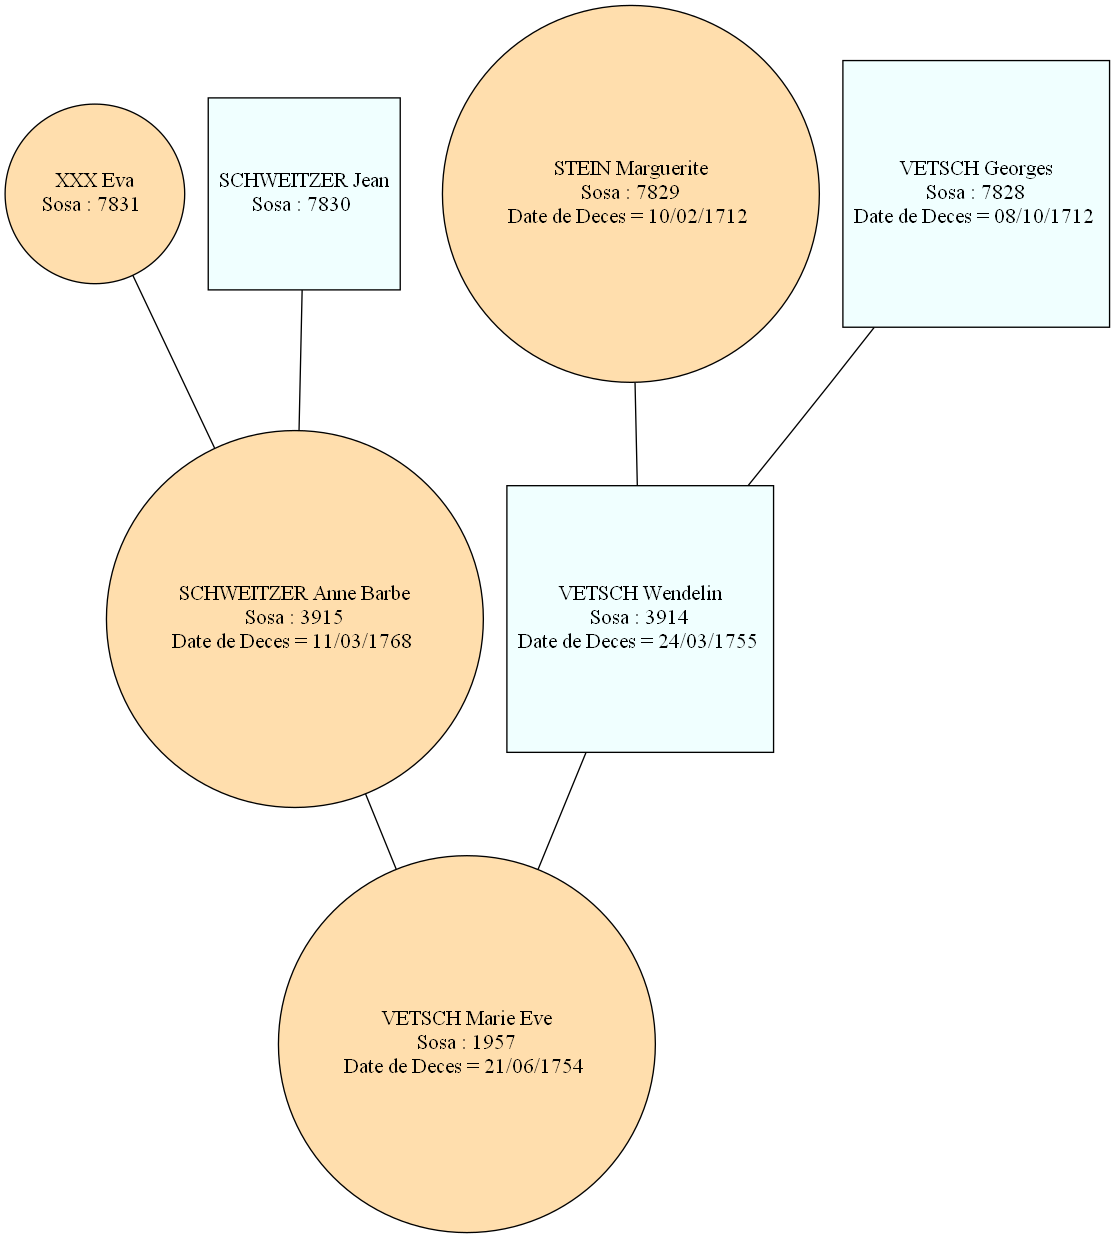 XXX Eva
Sosa : 7831
SCHWEITZER Jean
Sosa : 7830
STEIN Marguerite
Sosa : 7829
Date de Deces = 10/02/1712
VETSCH Georges
Sosa : 7828
Date de Deces = 08/10/1712
SCHWEITZER Anne Barbe
Sosa : 3915
Date de Deces = 11/03/1768
VETSCH Wendelin
Sosa : 3914
Date de Deces = 24/03/1755
VETSCH Marie Eve
Sosa : 1957
Date de Deces = 21/06/1754